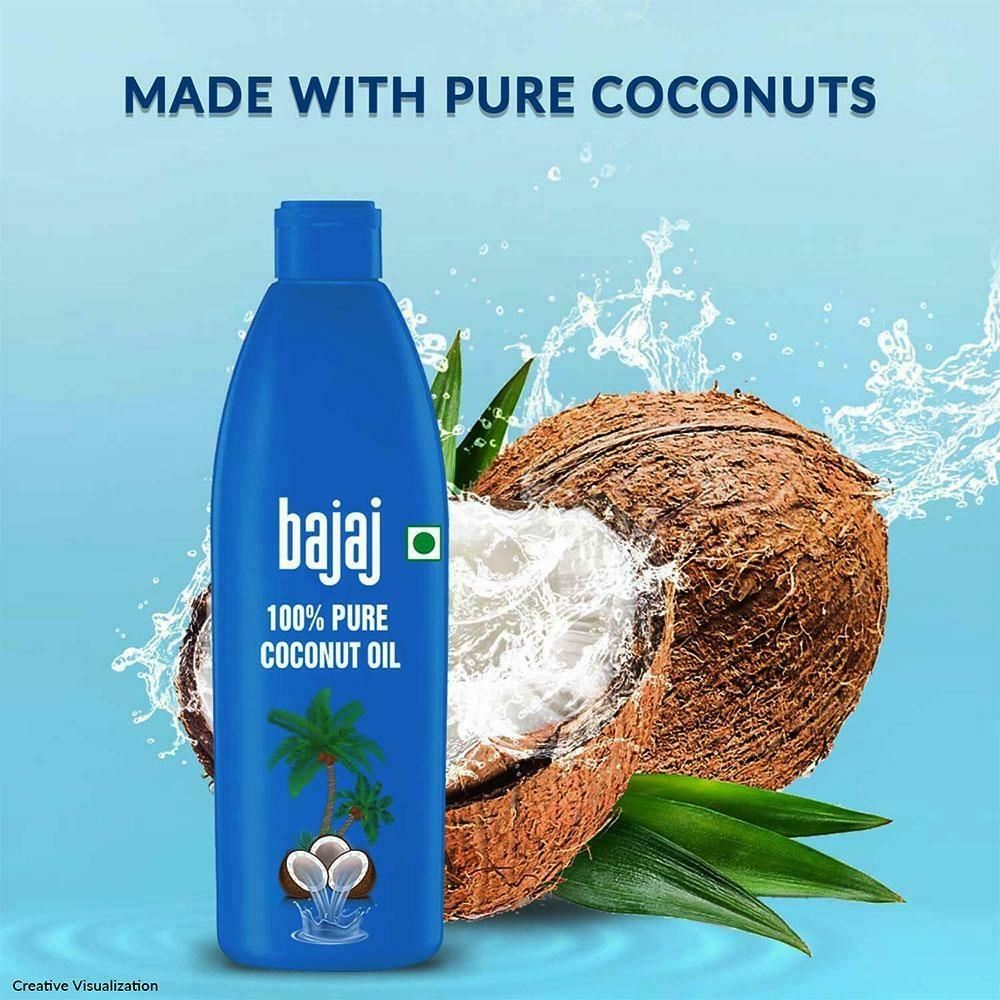 MADE WITH PURE COCONUTS
bajaj
100% PURE
COCONUT OIL
Creative Visualization